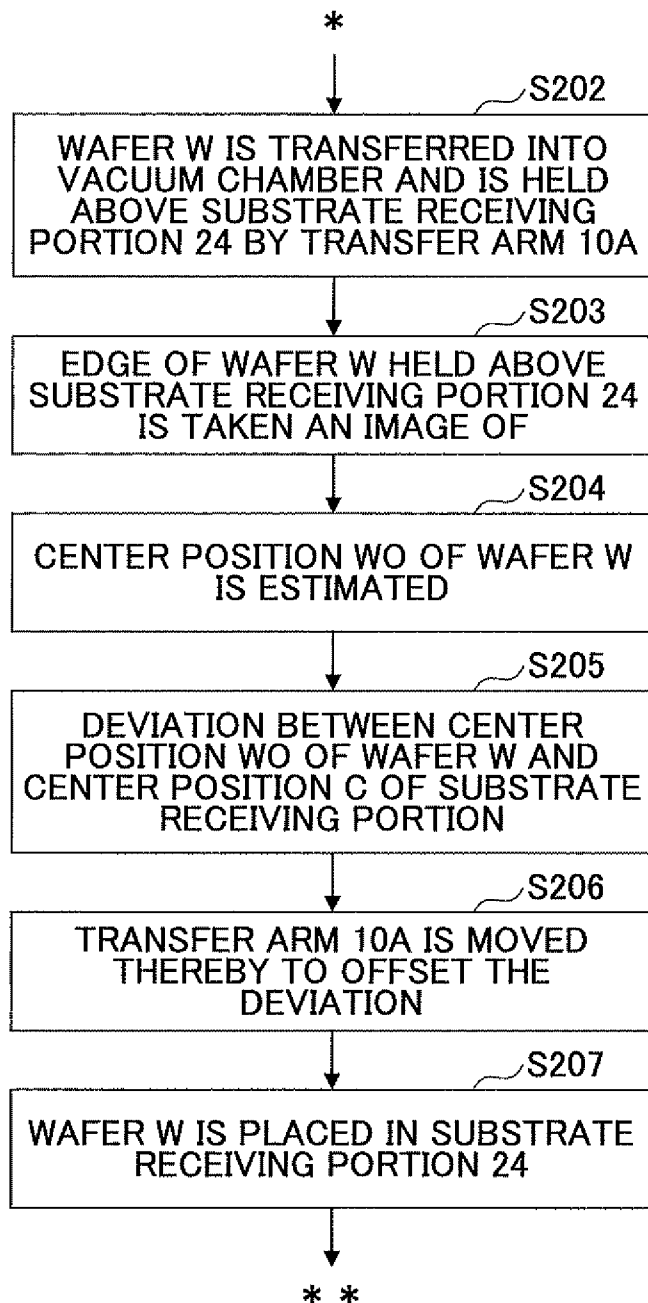 *
S202
WAFER W IS TRANSFERRED INTO
VACUUM CHAMBER AND IS HELD
ABOVE SUBSTRATE RECEIVING
PORTION 24 BY TRANSFER ARM 10A
S203
EDGE OF WAFER W HELD ABOVE
SUBSTRATE RECEIVING PORTION 24
IS TAKEN AN IMAGE OF
S204
CENTER POSITION WO OF WAFER W
IS ESTIMATED
S205
DEVIATION BETWEEN CENTER
POSITION WO OF WAFER W AND
CENTER POSITION C OF SUBSTRATE
RECEIVING PORTION
S206
TRANSFER ARM 10A IS MOVED
THEREBY TO OFFSET THE
DEVIATION
S207
WAFER W IS PLACED IN SUBSTRATE
RECEIVING PORTION 24
* *